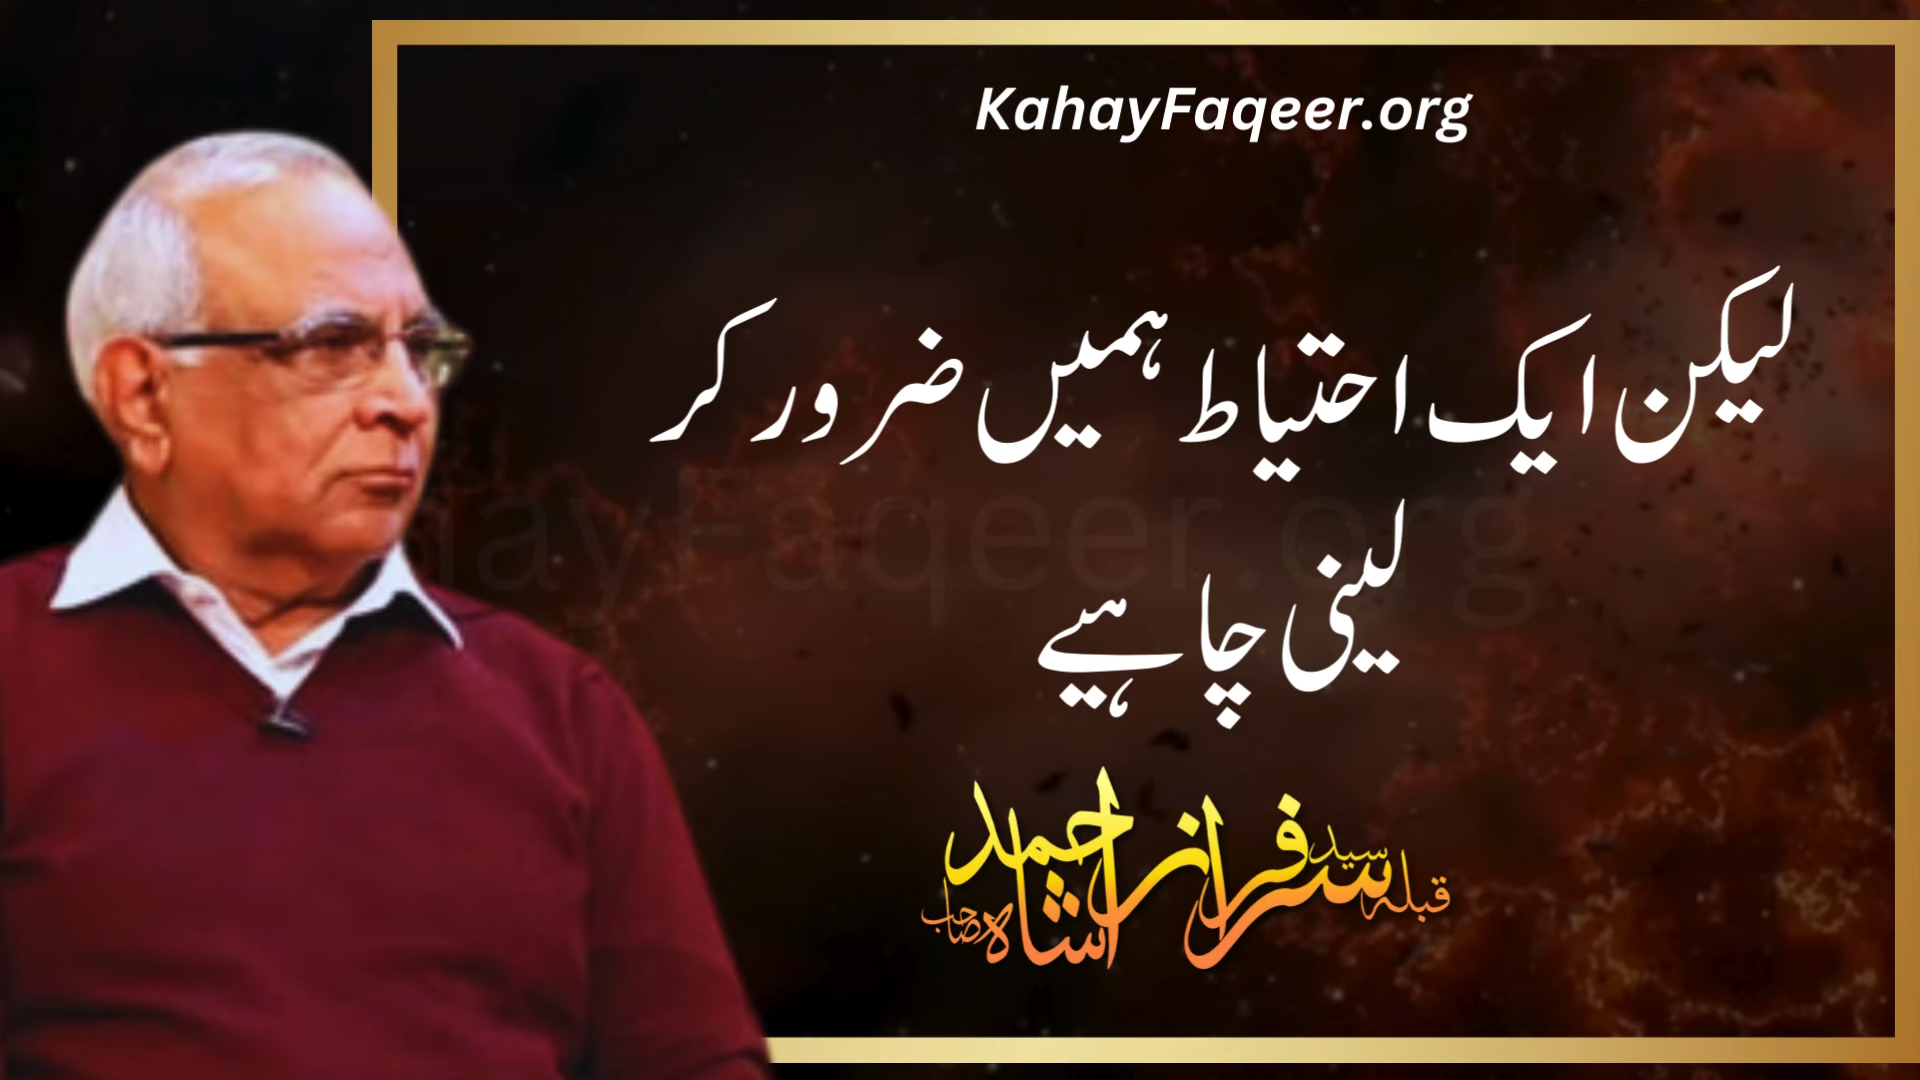 KahayFaqeer.org
لیکن ایک احتیاط ہمیں ضرور کر
لینی چاہیے
قبلہ سید سرفراز احمد شاہ صاحب